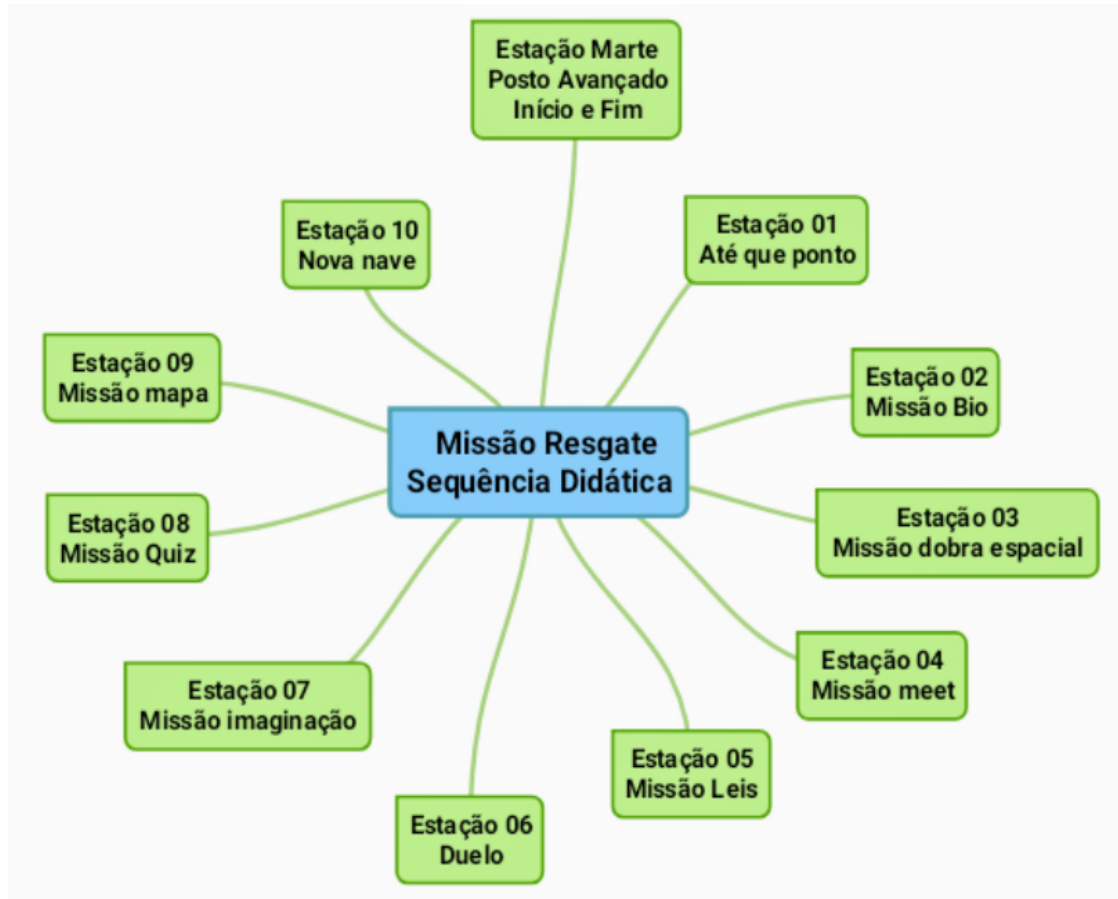 Estação Marte
Posto Avançado
Início e Fim
Estação 01
Até que ponto
Estação 02
Missão Bio
Estação 03
Missão dobra espacial
Estação 04
Missão meet
Estação 05
Missão Leis
Estação 06
Duelo
Estação 07
Missão imaginação
Estação 08
Missão Quiz
Estação 09
Missão mapa
Estação 10
Nova nave
Missão Resgate
Sequência Didática